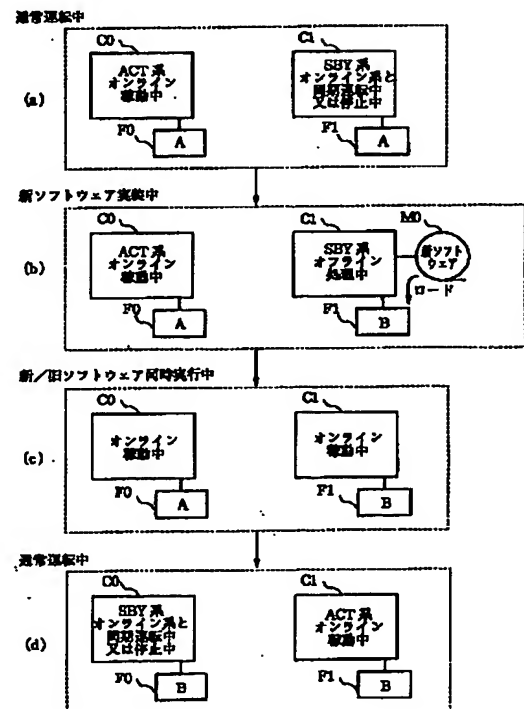 通常運転中
(a)
C0
ACT系
オンライン
稼動中
F0
A
C1
SBY系
オンライン系と
同期運転中
又は停止中
F1
A
新ソフトウェア実装中
(b)
C0
ACT系
オンライン
稼動中
F0
A
C1
SBY系
オフライン
処理中
F1
B
M0
新ソフト
ウェア
ロード
新/旧ソフトウェア同時実行中
(c)
C0
オンライン
稼動中
F0
A
C1
オンライン
稼動中
F1
B
通常運転中
(d)
C0
SBY系
オンライン系と
同期運転中
又は停止中
F0
B
C1
ACT系
オンライン
稼動中
F1
B